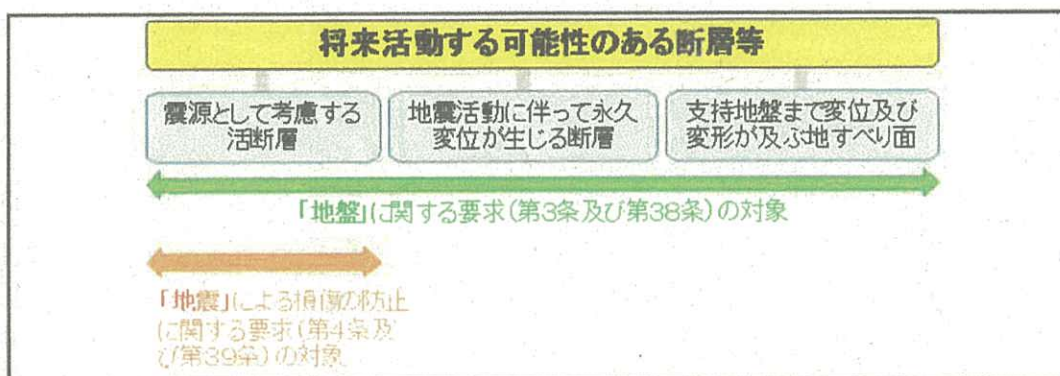 将来活動する可能性のある断層等
震源として考慮する
活断層
地震活動に伴って永久
変位が生じる断層
支持地盤まで変位及び
変形が及ぶ地すべり面
「地盤」に関する要求(第3条及び第38条)の対象
「地震」による損傷の防止
に関する要求(第4条及
び第39条)の対象